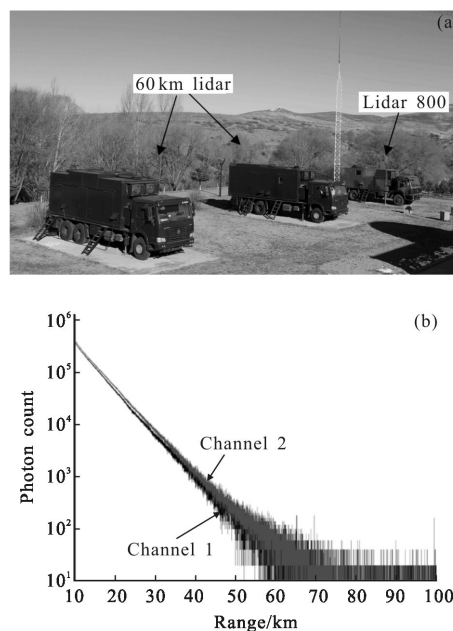 (a
60 km lidar
Lidar 800
(b)
Photon count
10⁶
10⁵
10⁴
10³
10²
10¹
Channel 2
Channel 1
10 20 30 40 50 60 70 80 90 100
Range/km